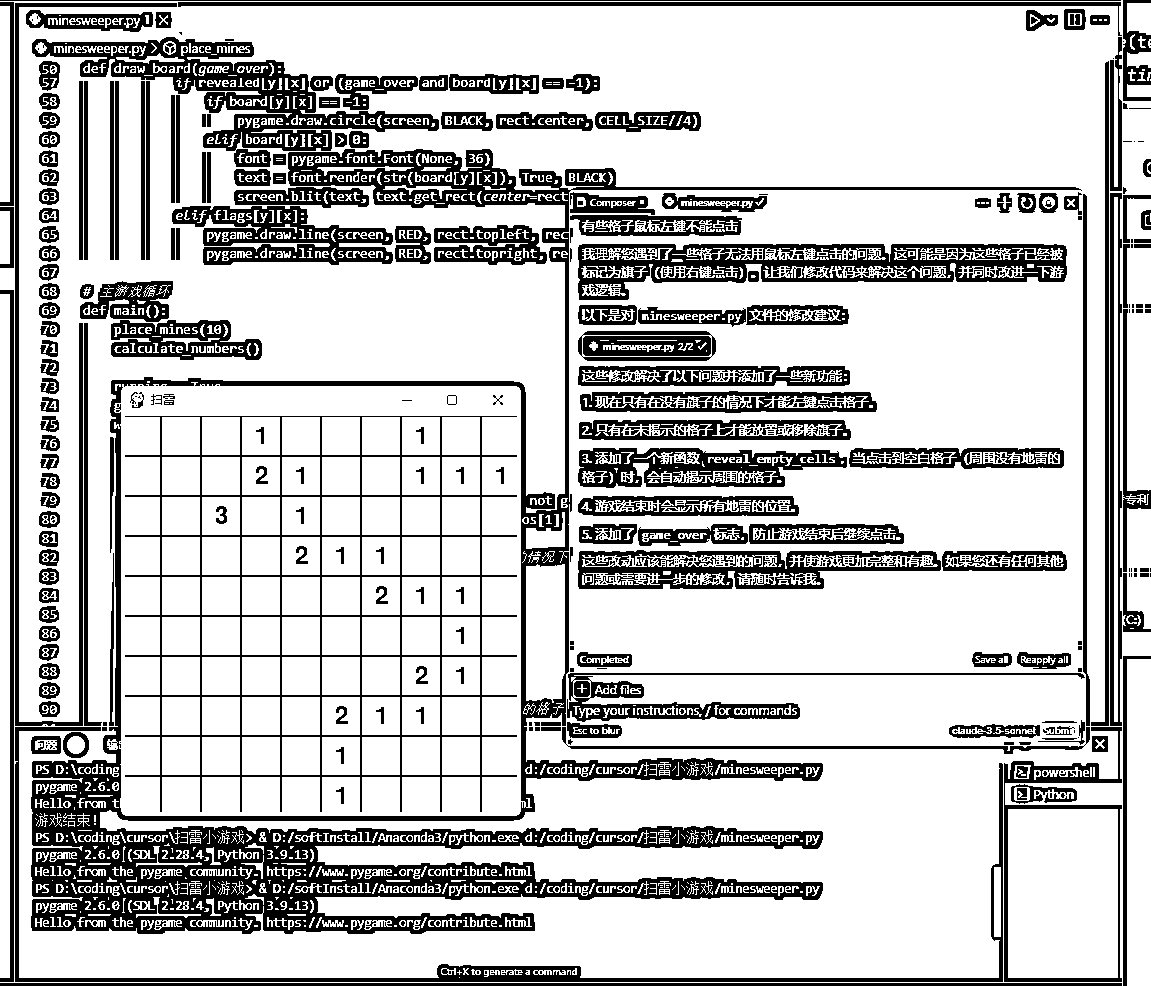 minesweeper.py 1
minesweeper.py > place_mines
50 def draw_board(game_over):
57 if revealed[y][x] or (game_over and board[y][x] == -1):
58 if board[y][x] == -1:
59 pygame.draw.circle(screen, BLACK, rect.center, CELL_SIZE//4)
60 elif board[y][x] > 0:
61 font = pygame.font.Font(None, 36)
62 text = font.render(str(board[y][x]), True, BLACK)
63 screen.blit(text, text.get_rect(center=rect
64 elif flags[y][x]:
65 pygame.draw.line(screen, RED, rect.topleft, rec
66 pygame.draw.line(screen, RED, rect.topright, re
67
68 # 主游戏循环
69 def main():
70 place_mines(10)
71 calculate_numbers()
72
73
74
75
76
77
78
79 not g
80 os[1]
81
82 的情况下
83
84
85
86
87
88
89
90 的格子
扫雷
1 1
2 1 1 1 1
3 1
2 1 1
2 1 1
1
2 1
2 1 1
1
1
Composer
minesweeper.py
有些格子鼠标左键不能点击
我理解您遇到了一些格子无法用鼠标左键点击的问题。这可能是因为这些格子已经被
标记为旗子（使用右键点击）。让我们修改代码来解决这个问题，并同时改进一下游
戏逻辑。
以下是对 minesweeper.py 文件的修改建议：
minesweeper.py 2/2
这些修改解决了以下问题并添加了一些新功能：
1. 现在只有在没有旗子的情况下才能左键点击格子。
2. 只有在未揭示的格子上才能放置或移除旗子。
3. 添加了一个新函数 reveal_empty_cells，当点击到空白格子（周围没有地雷的
格子）时，会自动揭示周围的格子。
4. 游戏结束时会显示所有地雷的位置。
5. 添加了 game_over 标志，防止游戏结束后继续点击。
这些改动应该能解决您遇到的问题，并使游戏更加完整和有趣。如果您还有任何其他
问题或需要进一步的修改，请随时告诉我。
Completed
Save all Reapply all
Add files
Type your instructions, / for commands
Esc to blur
claude-3.5-sonnet submit
问题
PS D:\coding d:/coding/cursor/扫雷小游戏/minesweeper.py
pygame 2.6.0
Hello from th ml
游戏结束!
PS D:\coding\cursor\扫雷小游戏> & D:/softInstall/Anaconda3/python.exe d:/coding/cursor/扫雷小游戏/minesweeper.py
pygame 2.6.0 (SDL 2.28.4, Python 3.9.13)
Hello from the pygame community. https://www.pygame.org/contribute.html
PS D:\coding\cursor\扫雷小游戏> & D:/softInstall/Anaconda3/python.exe d:/coding/cursor/扫雷小游戏/minesweeper.py
pygame 2.6.0 (SDL 2.28.4, Python 3.9.13)
Hello from the pygame community. https://www.pygame.org/contribute.html
powershell
Python
Ctrl+K to generate a command
专利
(C:)